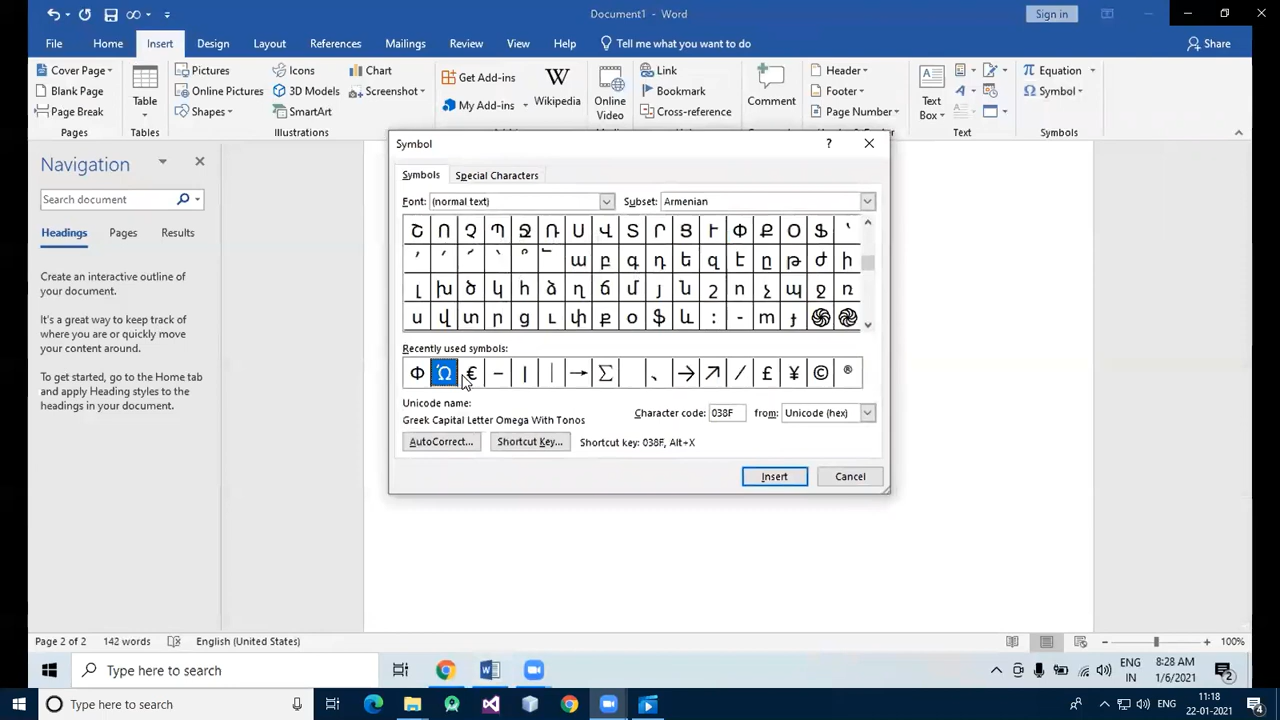 Document1 - Word
Sign in
File Home Insert Design Layout References Mailings Review View Help Tell me what you want to do Share
Cover Page Pictures Icons Chart Get Add-ins Link Header Equation
Blank Page Table Online Pictures 3D Models Screenshot My Add-ins Wikipedia Online Video Bookmark Comment Footer Text Box Symbol
Page Break Shapes SmartArt Cross-reference Page Number
Pages Tables Illustrations Text Symbols
Symbol
? 
Symbols Special Characters
Font: (normal text) Subset: Armenian
Շ Ո Չ Պ Ջ Ռ Ս Վ Տ Ր Ց Ւ Փ Ք Օ Ֆ ՙ
՚ ՛ ՜ ՝ ՞ ՟ ա բ գ դ ե զ է ը թ ժ ի
լ խ ծ կ հ ձ ղ ճ մ յ ն շ ո չ պ ջ ռ
ս վ տ ր ց ւ փ ք օ ֆ և ։ ֊
Recently used symbols:
Φ Ώ € – | → ∑ 、 → ↗ / £ ¥ © ®
Unicode name:
Greek Capital Letter Omega With Tonos
Character code: 038F from: Unicode (hex)
AutoCorrect... Shortcut Key... Shortcut key: 038F, Alt+X
Insert Cancel
Navigation
Search document
Headings Pages Results
Create an interactive outline of
your document.
It's a great way to keep track of
where you are or quickly move
your content around.
To get started, go to the Home tab
and apply Heading styles to the
headings in your document.
Page 2 of 2 142 words English (United States) 100%
Type here to search
ENG
IN
8:28 AM
1/6/2021
2
Type here to search
ENG
11:18
22-01-2021
4